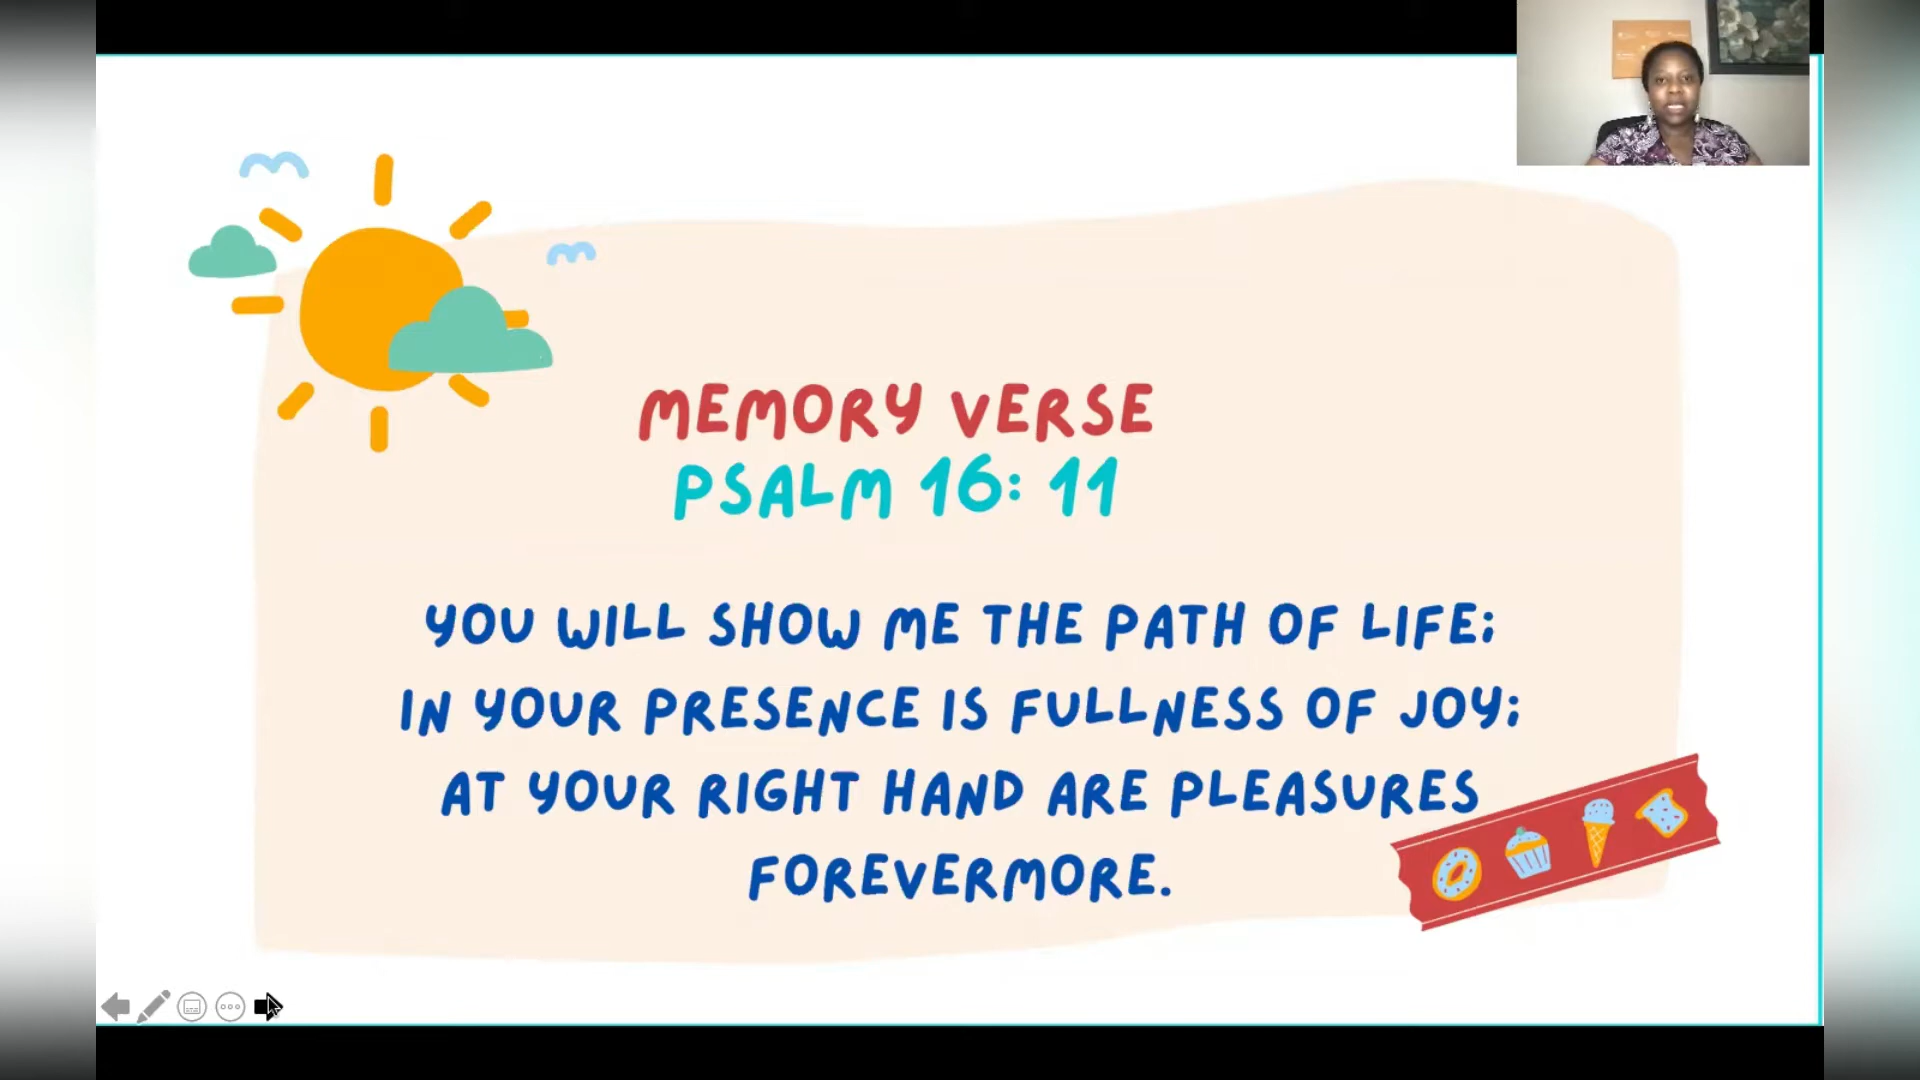 MEMORY VERSE
PSALM 16: 11
YOU WILL SHOW ME THE PATH OF LIFE;
IN YOUR PRESENCE IS FULLNESS OF JOY;
AT YOUR RIGHT HAND ARE PLEASURES
FOREVERMORE.